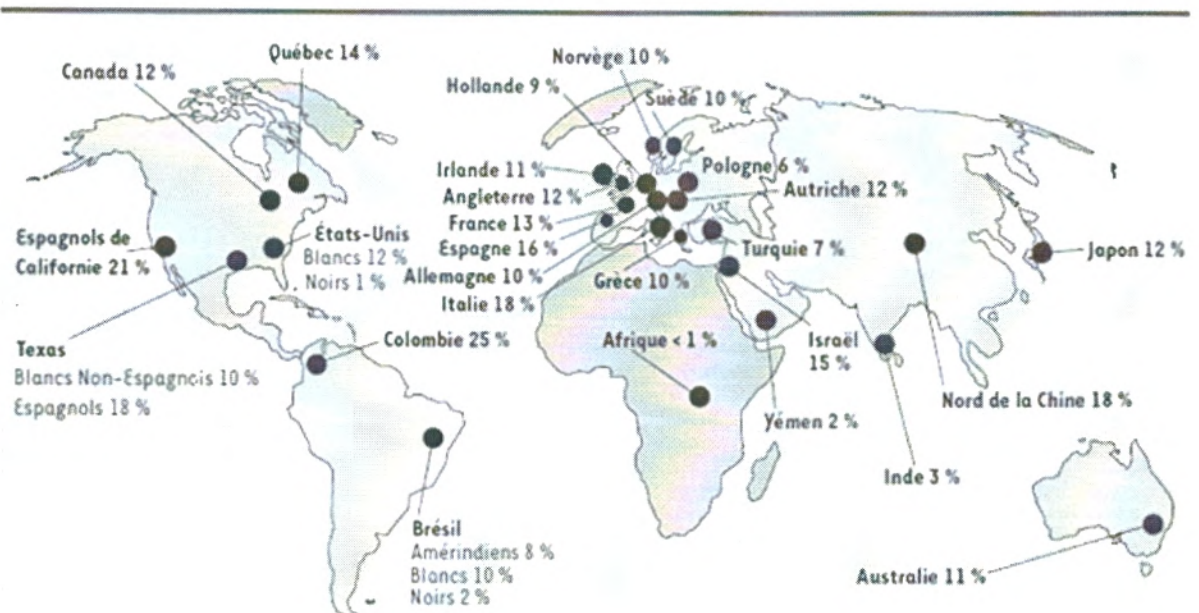 Québec 14 %
Canada 12 %
Norvège 10 %
Hollande 9 %
Suède 10 %
Irlande 11 %
Pologne 6 %
Angleterre 12 %
Autriche 12 %
France 13 %
Espagnols de
Californie 21 %
États-Unis
Blancs 12 %
Noirs 1 %
Espagne 16 %
Turquie 7 %
Japon 12 %
Allemagne 10 %
Grèce 10 %
Italie 18 %
Texas
Blancs Non-Espagnols 10 %
Espagnols 18 %
Colombie 25 %
Afrique < 1 %
Israël
15 %
Yémen 2 %
Nord de la Chine 18 %
Inde 3 %
Brésil
Amérindiens 8 %
Blancs 10 %
Noirs 2 %
Australie 11 %